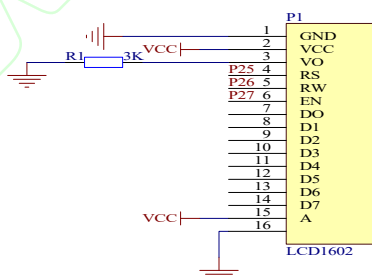 P1
1 GND
VCC 2 VCC
R1 3K 3 VO
P25 4 RS
P26 5 RW
P27 6 EN
7 DO
8 D1
9 D2
10 D3
11 D4
12 D5
13 D6
14 D7
VCC 15 A
16
LCD1602